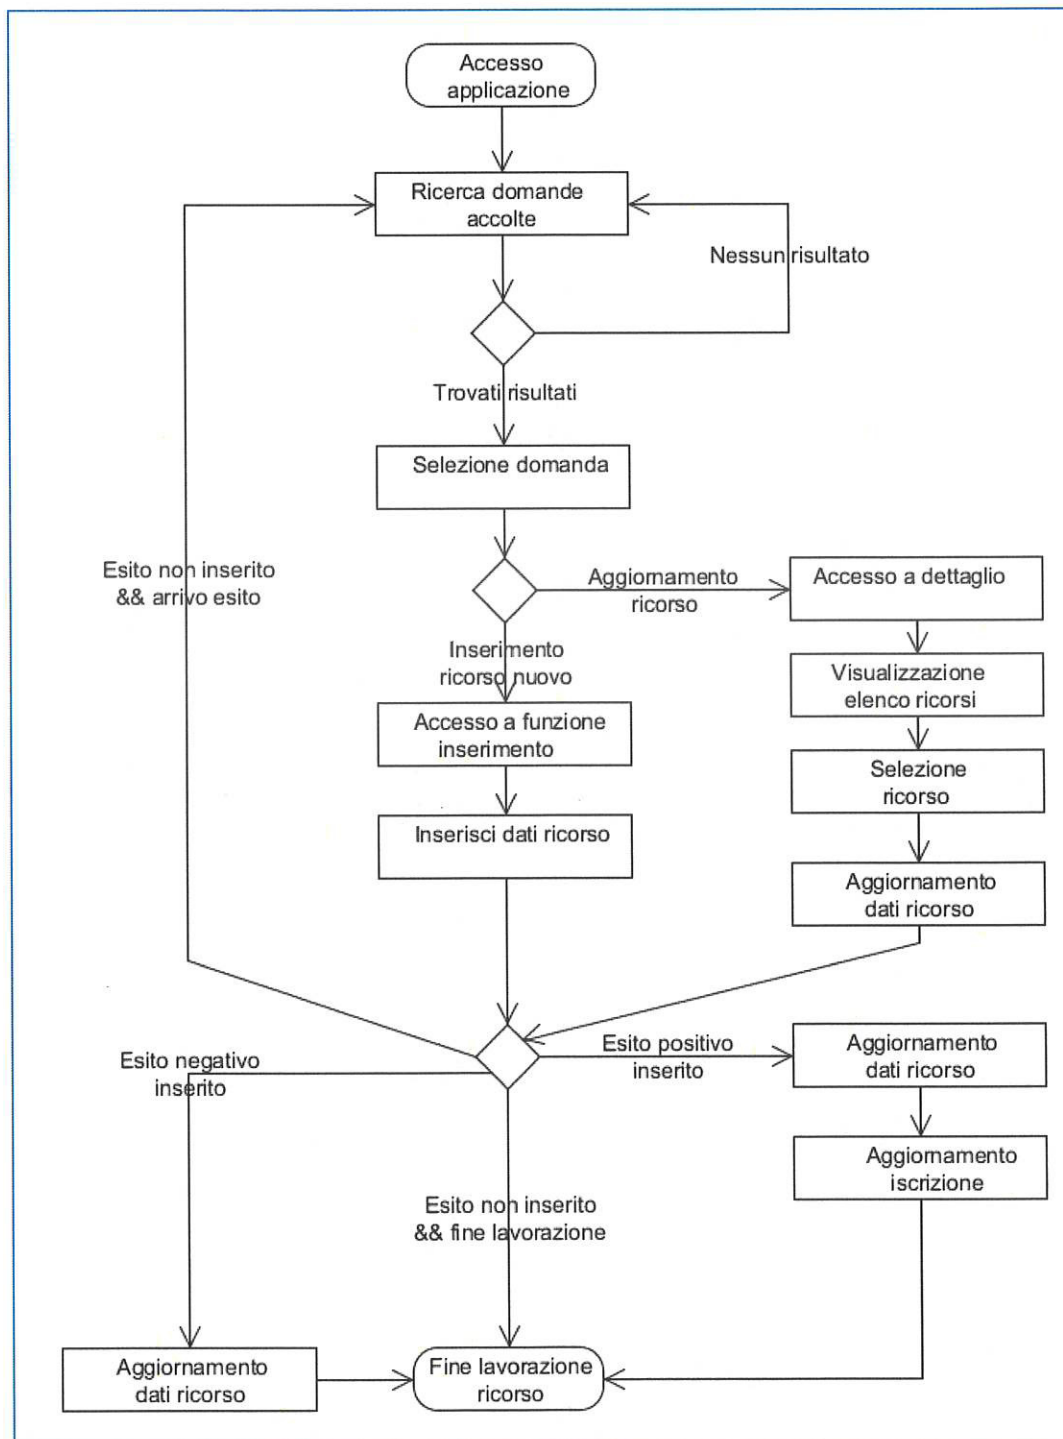 Accesso
applicazione
Ricerca domande
accolte
Nessun risultato
Trovati risultati
Selezione domanda
Esito non inserito
&& arrivo esito
Aggiornamento
ricorso
Accesso a dettaglio
Inserimento
ricorso nuovo
Visualizzazione
elenco ricorsi
Accesso a funzione
inserimento
Selezione
ricorso
Inserisci dati ricorso
Aggiornamento
dati ricorso
Esito negativo
inserito
Esito positivo
inserito
Aggiornamento
dati ricorso
Aggiornamento
iscrizione
Esito non inserito
&& fine lavorazione
Aggiornamento
dati ricorso
Fine lavorazione
ricorso